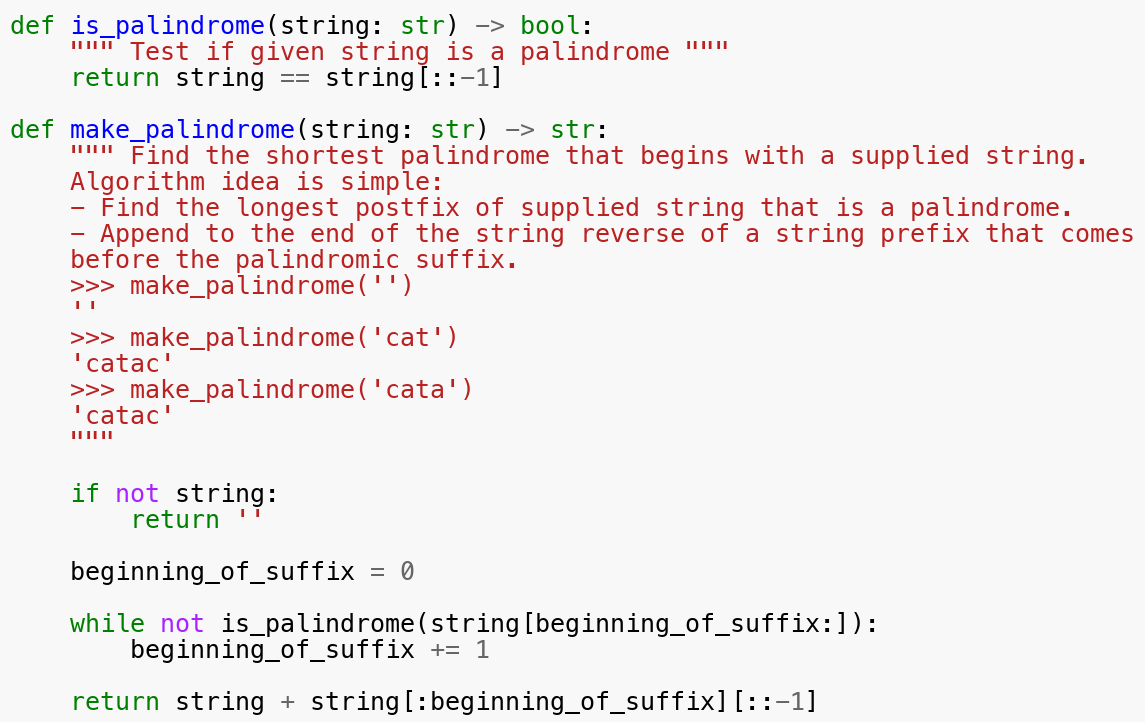 def is_palindrome(string: str) -> bool:
    """ Test if given string is a palindrome """
    return string == string[::-1]

def make_palindrome(string: str) -> str:
    """ Find the shortest palindrome that begins with a supplied string.
    Algorithm idea is simple:
    - Find the longest postfix of supplied string that is a palindrome.
    - Append to the end of the string reverse of a string prefix that comes
    before the palindromic suffix.
    >>> make_palindrome('')
    ''
    >>> make_palindrome('cat')
    'catac'
    >>> make_palindrome('cata')
    'catac'
    """

    if not string:
        return ''

    beginning_of_suffix = 0

    while not is_palindrome(string[beginning_of_suffix:]):
        beginning_of_suffix += 1

    return string + string[:beginning_of_suffix][::-1]